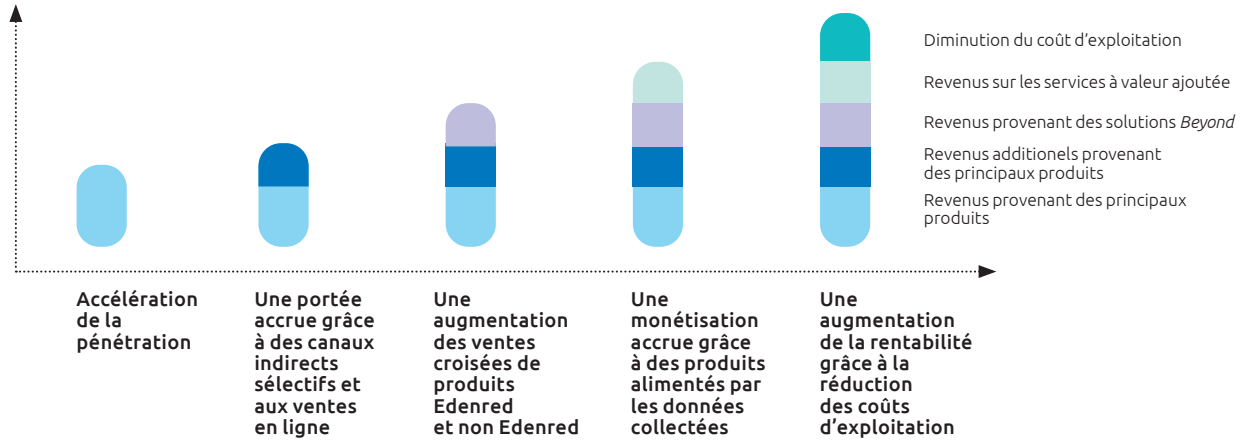 Diminution du coût d'exploitation
Revenus sur les services à valeur ajoutée
Revenus provenant des solutions Beyond
Revenus additionels provenant
des principaux produits
Revenus provenant des principaux
produits
Accélération
de la
pénétration
Une portée
accrue grâce
à des canaux
indirects
sélectifs et
aux ventes
en ligne
Une
augmentation
des ventes
croisées de
produits
Edenred
et non Edenred
Une
monétisation
accrue grâce
à des produits
alimentés par
les données
collectées
Une
augmentation
de la rentabilité
grâce à la
réduction
des coûts
d'exploitation